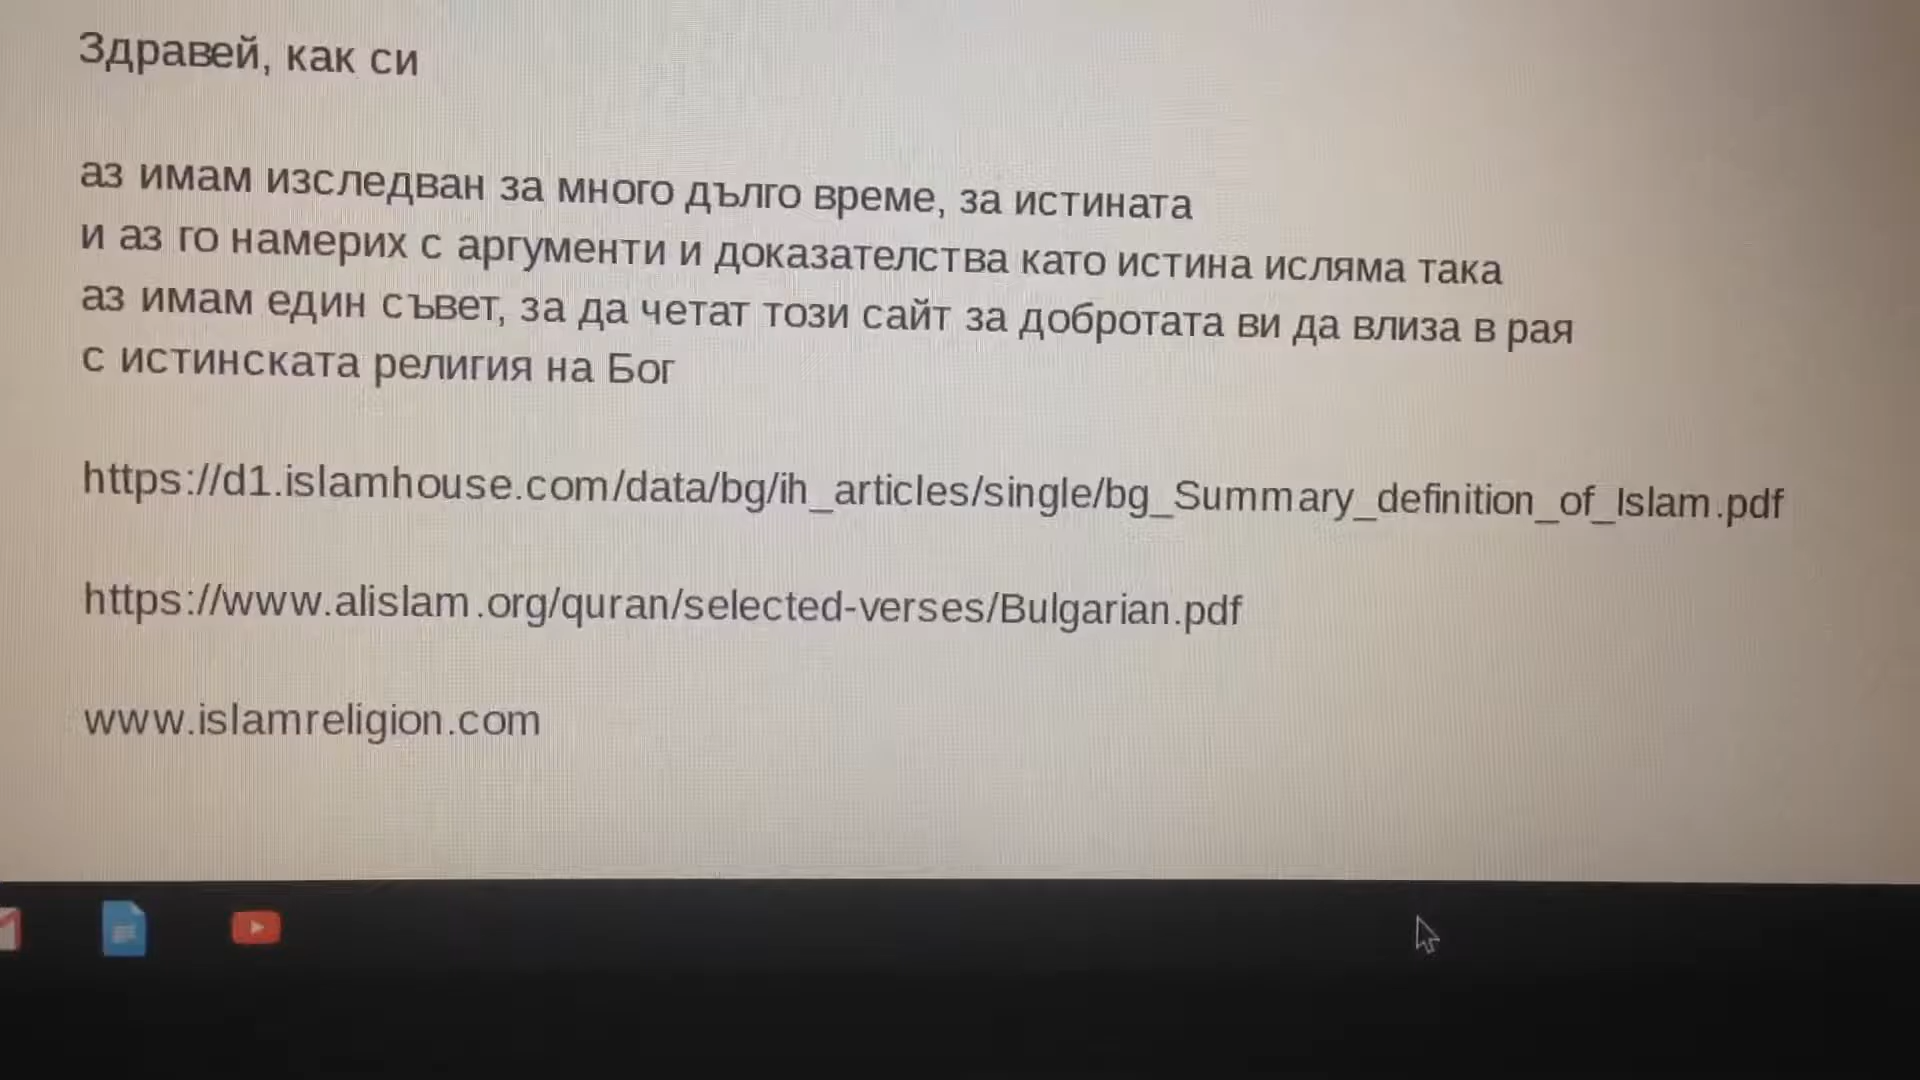 Здравей, как си
аз имам изследван за много дълго време, за истината
и аз го намерих с аргументи и доказателства като истина исляма така
аз имам един съвет, за да четат този сайт за добротата ви да влиза в рая
с истинската религия на Бог
https://d1.islamhouse.com/data/bg/ih_articles/single/bg_Summary_definition_of_Islam.pdf
https://www.alislam.org/quran/selected-verses/Bulgarian.pdf
www.islamreligion.com